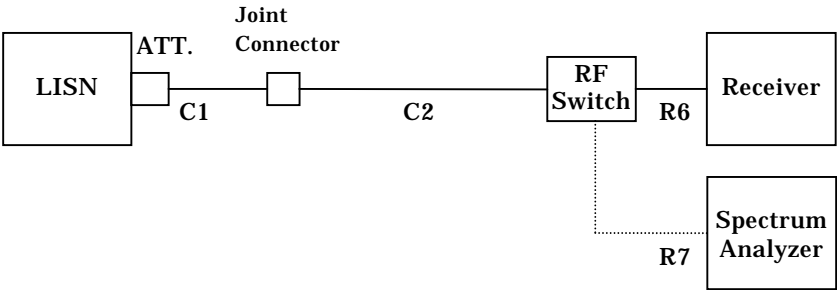 Joint
Connector
ATT.
LISN
C1
C2
RF
Switch
R6
Receiver
R7
Spectrum
Analyzer